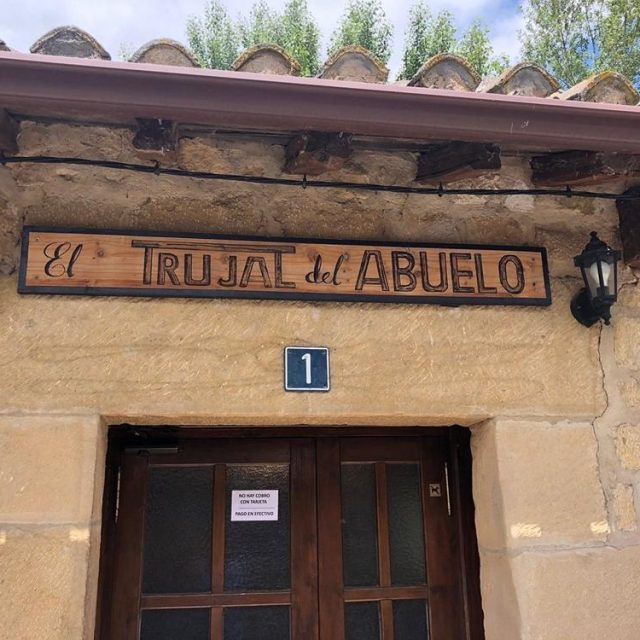 El TRUJAL del ABUELO
1
NO HAY COBRO
CON TARJETA
PAGO EN EFECTIVO